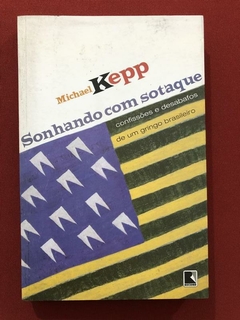 Michael Kepp
Sonhando com sotaque
confissões e desabafos
de um gringo brasileiro